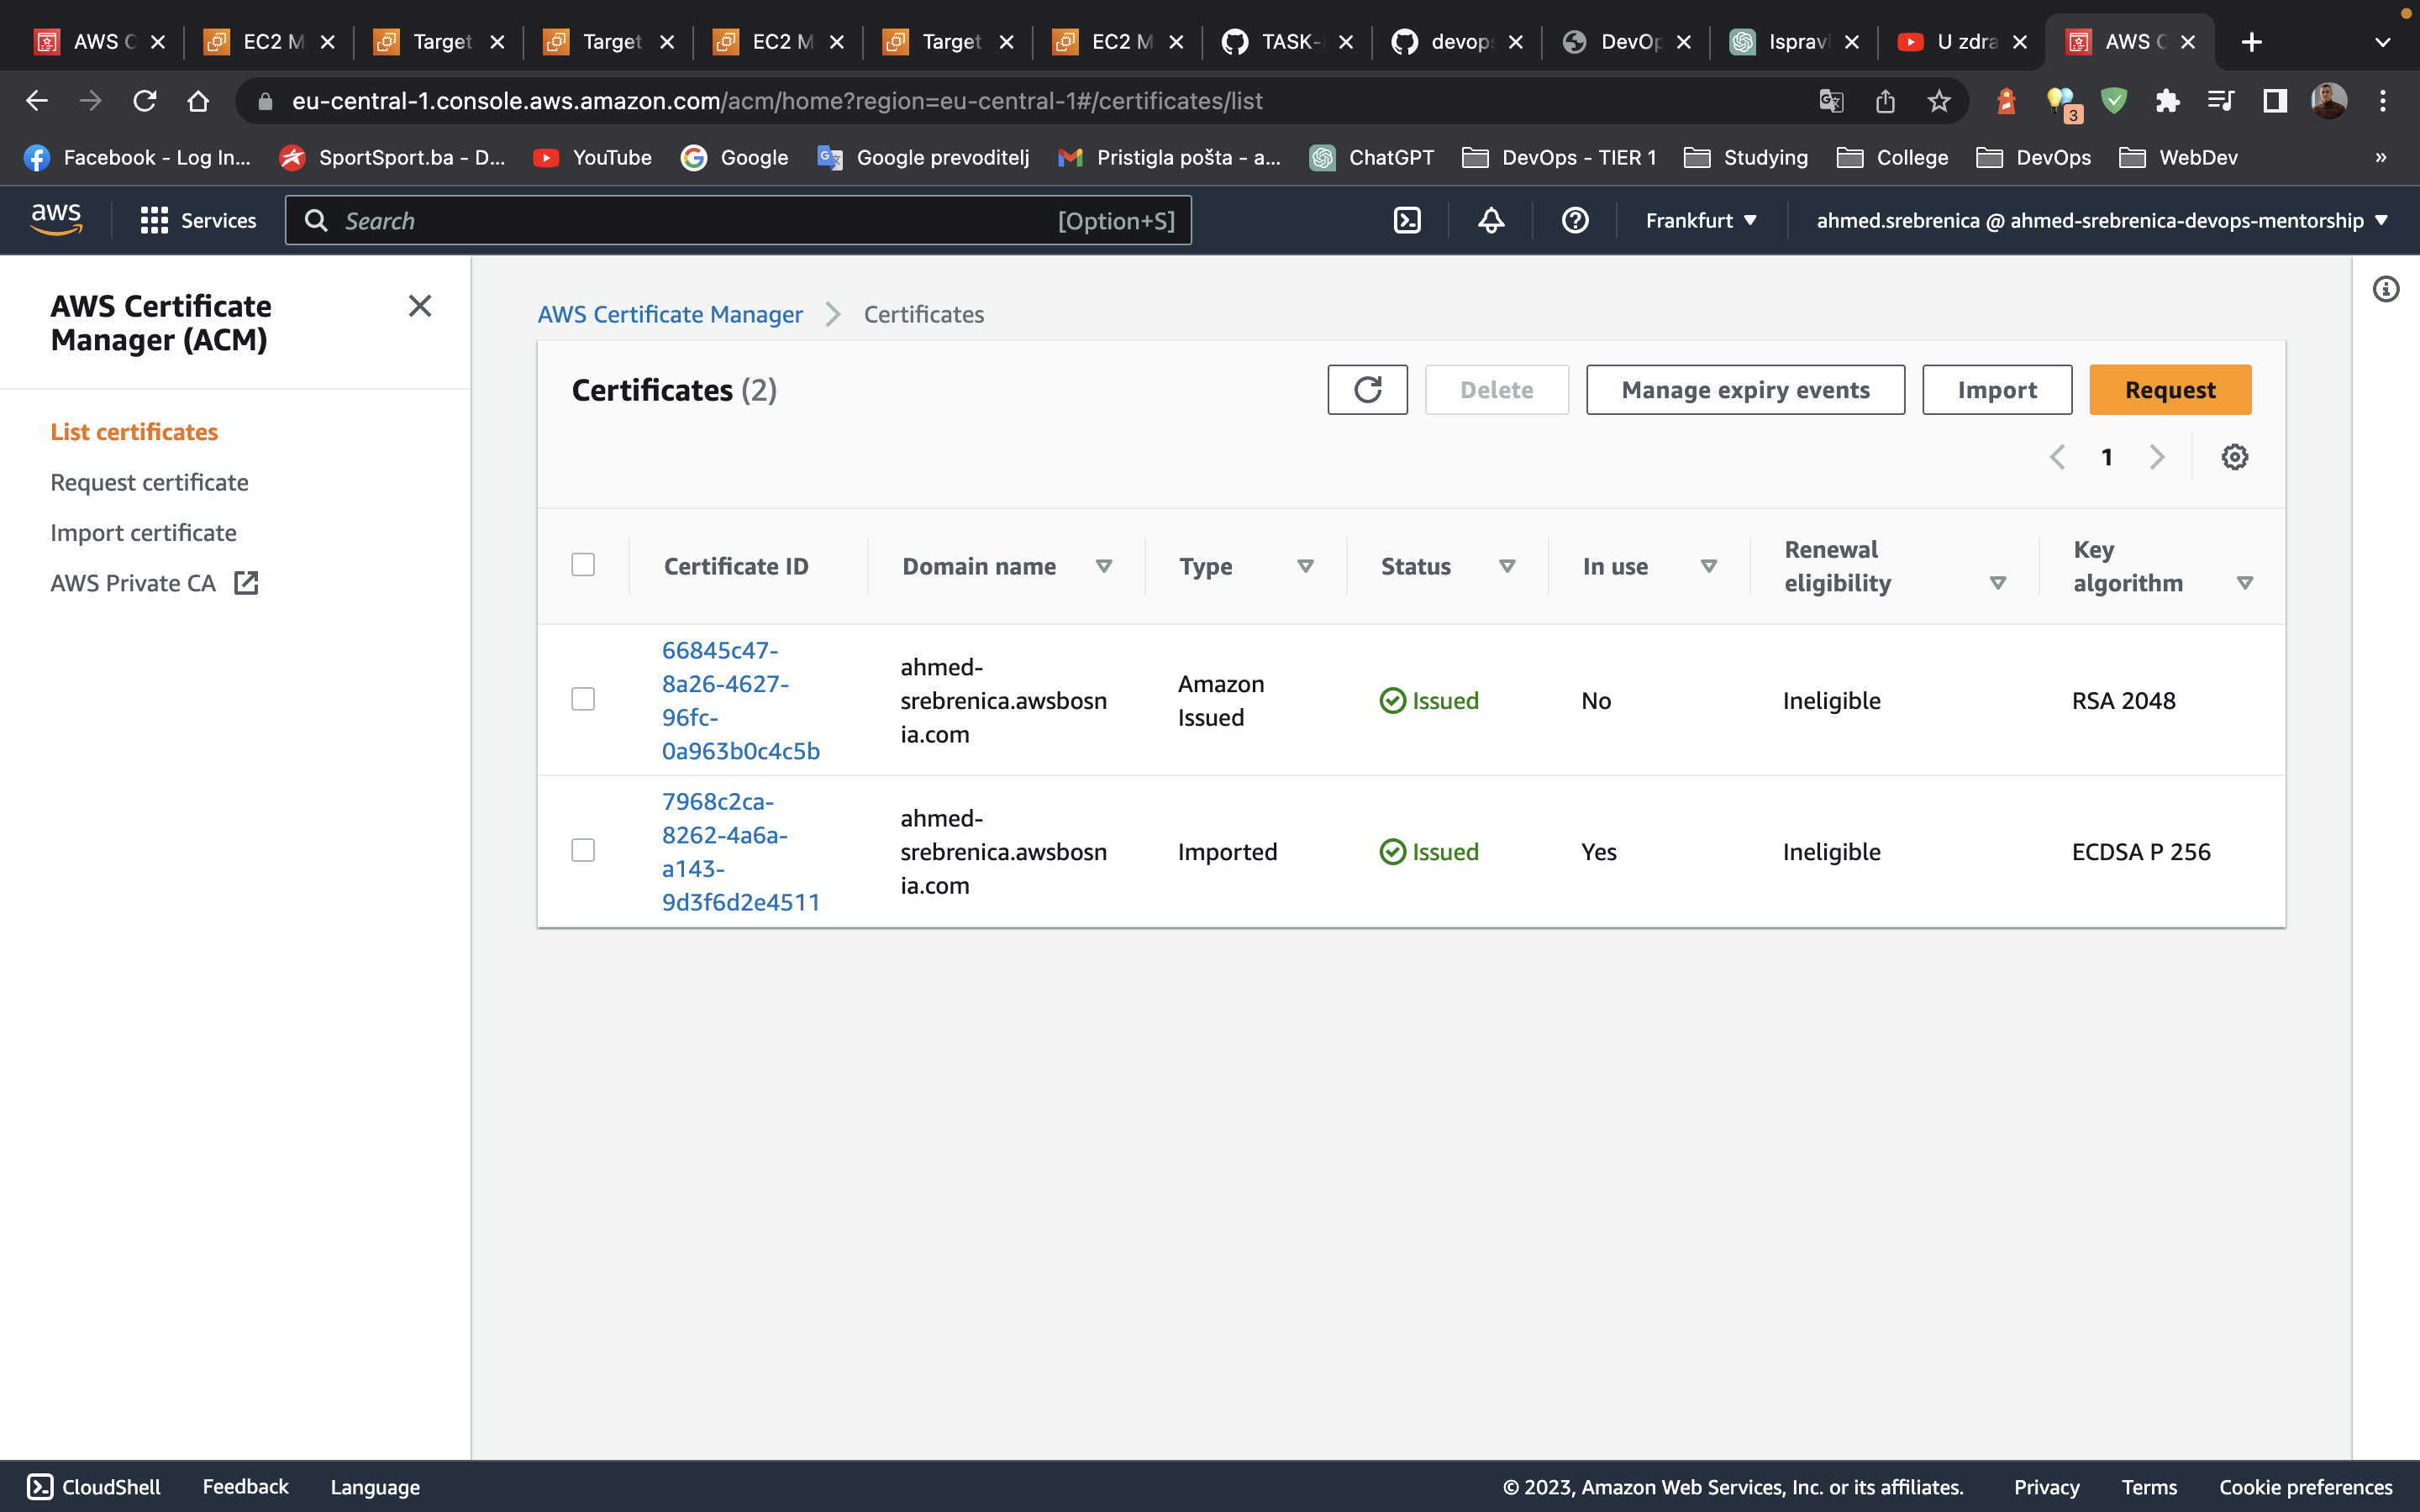 AWS C
EC2 M
Target
Target
EC2 M
Target
EC2 M
TASK-
devops
DevOp
Isprav
U zdra
AWS C
eu-central-1.console.aws.amazon.com/acm/home?region=eu-central-1#/certificates/list
3
Facebook - Log In...
SportSport.ba - D...
YouTube
Google
Google prevoditelj
Pristigla pošta - a...
ChatGPT
DevOps - TIER 1
Studying
College
DevOps
WebDev
»
aws
Services
Search
[Option+S]
Frankfurt
ahmed.srebrenica @ ahmed-srebrenica-devops-mentorship
AWS Certificate
Manager (ACM)
List certificates
Request certificate
Import certificate
AWS Private CA
AWS Certificate Manager
Certificates
Certificates (2)
Delete
Manage expiry events
Import
Request
1
Certificate ID
Domain name
Type
Status
In use
Renewal
eligibility
Key
algorithm
66845c47-
8a26-4627-
96fc-
0a963b0c4c5b
ahmed-
srebrenica.awsbosn
ia.com
Amazon
Issued
Issued
No
Ineligible
RSA 2048
7968c2ca-
8262-4a6a-
a143-
9d3f6d2e4511
ahmed-
srebrenica.awsbosn
ia.com
Imported
Issued
Yes
Ineligible
ECDSA P 256
CloudShell
Feedback
Language
© 2023, Amazon Web Services, Inc. or its affiliates.
Privacy
Terms
Cookie preferences